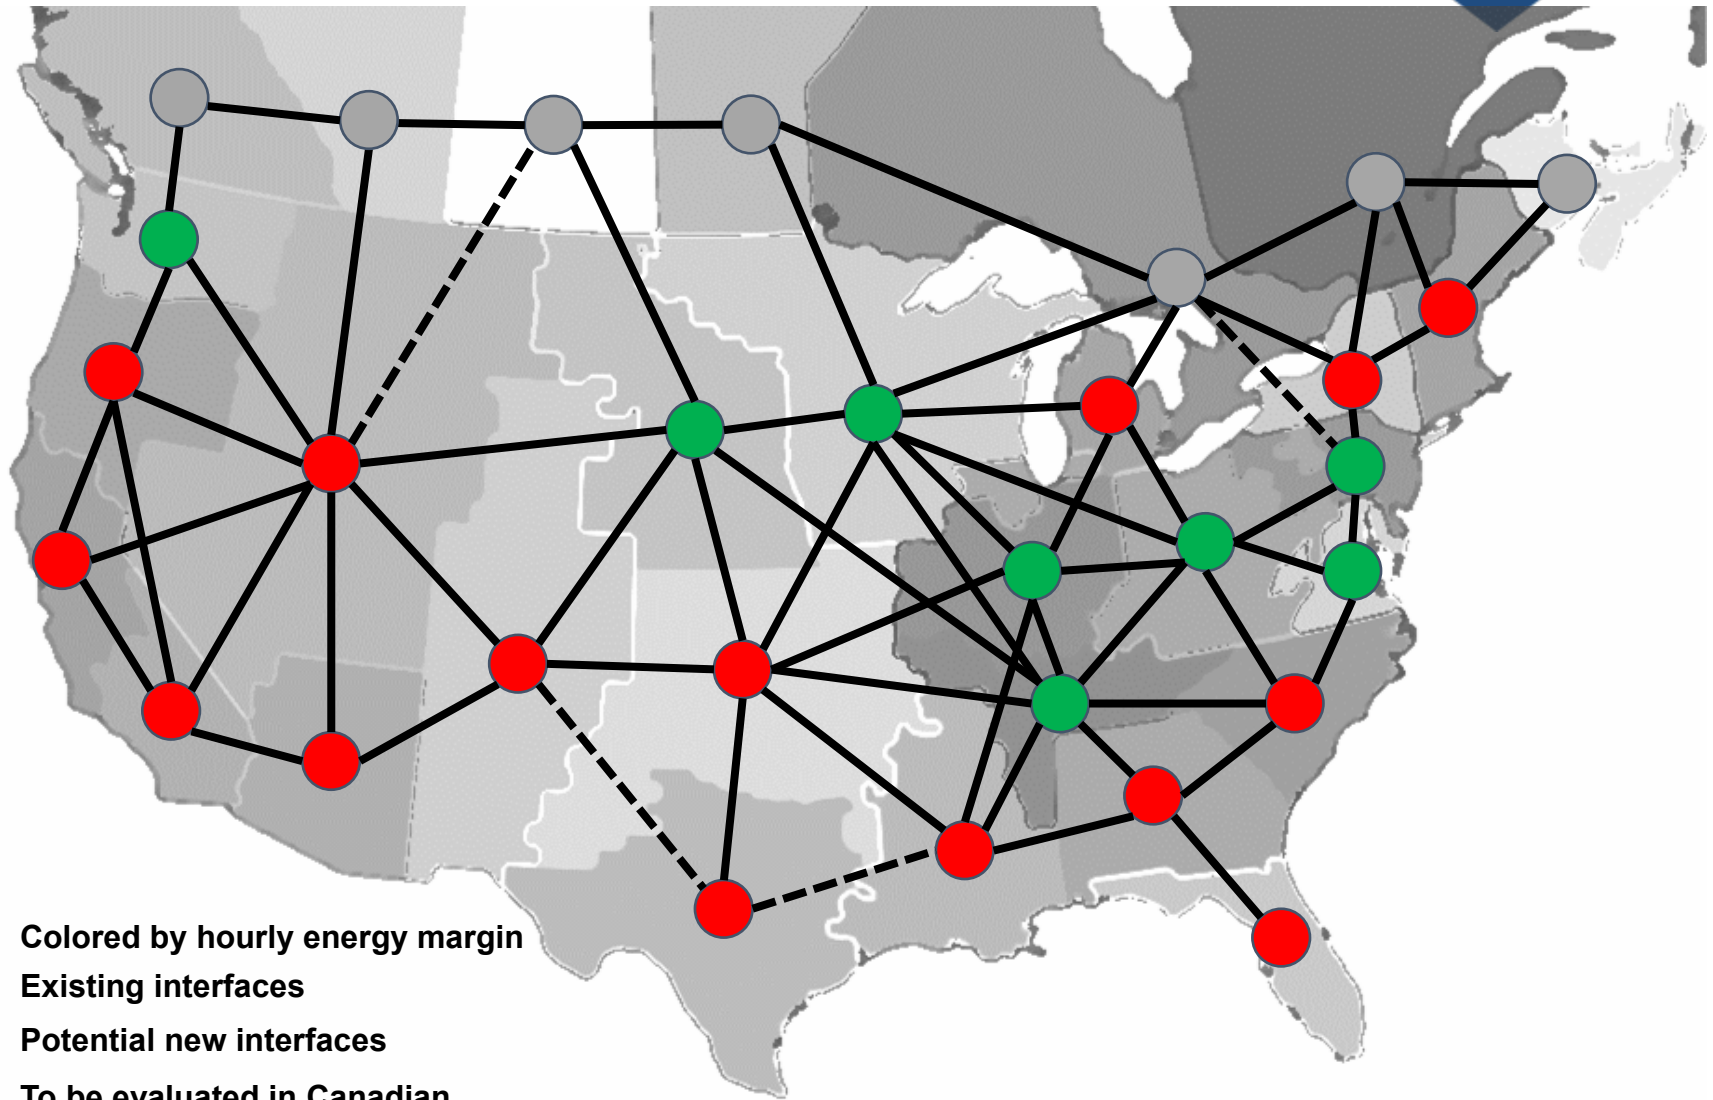 Colored by hourly energy margin
Existing interfaces
Potential new interfaces
To be evaluated in Canadian